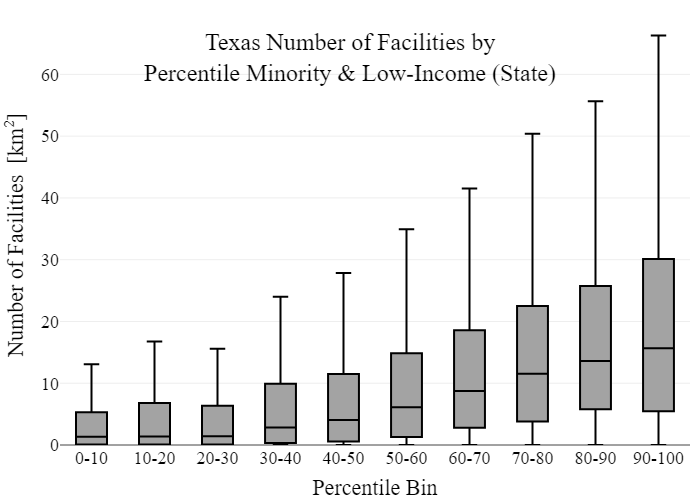 Texas Number of Facilities by
Percentile Minority & Low-Income (State)
Number of Facilities [km²]
60
50
40
30
20
10
0
0-10 10-20 20-30 30-40 40-50 50-60 60-70 70-80 80-90 90-100
Percentile Bin